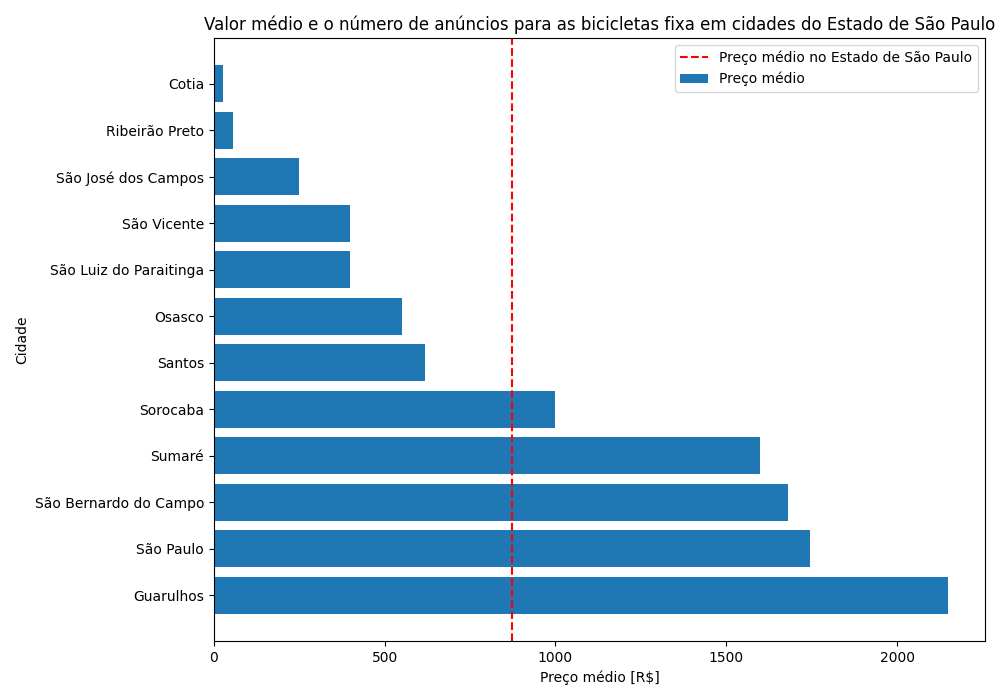 Valor médio e o número de anúncios para as bicicletas fixa em cidades do Estado de São Paulo
Preço médio no Estado de São Paulo
Preço médio
Cidade
Cotia
Ribeirão Preto
São José dos Campos
São Vicente
São Luiz do Paraitinga
Osasco
Santos
Sorocaba
Sumaré
São Bernardo do Campo
São Paulo
Guarulhos
0 500 1000 1500 2000
Preço médio [R$]